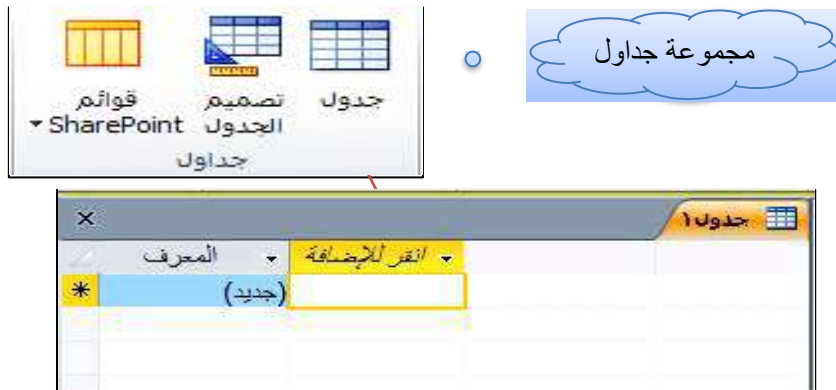 مجموعة جداول
جدول
تصميم الجدول
قوائم SharePoint
جداول
جدول١
المعرف
انقر للإضافة
(جديد)